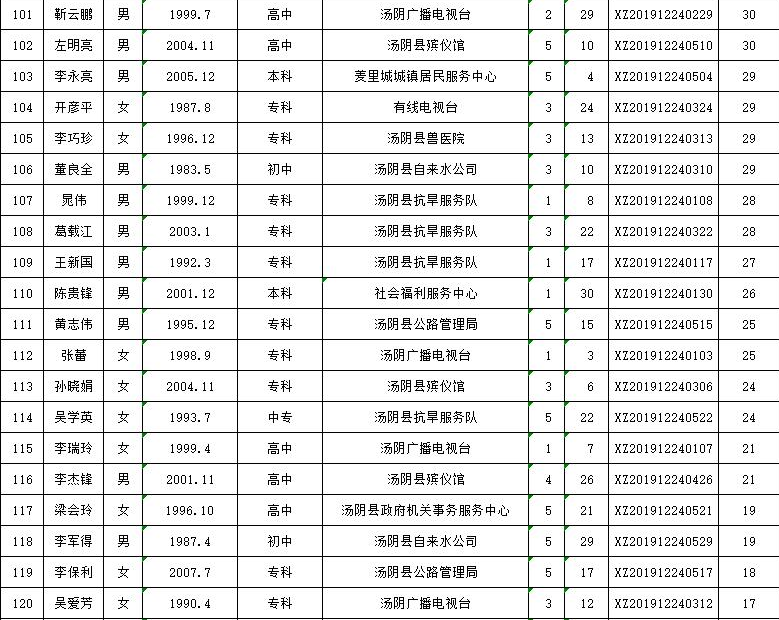 101 靳云鹏 男 1999.7 高中 汤阴广播电视台 2 29 XZ201912240229 30
102 左明亮 男 2004.11 高中 汤阴县殡仪馆 5 10 XZ201912240510 30
103 李永亮 男 2005.12 本科 羑里城城镇居民服务中心 5 4 XZ201912240504 29
104 开彦平 女 1987.8 专科 有线电视台 3 24 XZ201912240324 29
105 李巧珍 女 1996.12 专科 汤阴县兽医院 3 13 XZ201912240313 29
106 董良全 男 1983.5 初中 汤阴县自来水公司 3 10 XZ201912240310 29
107 晁伟 男 1999.12 专科 汤阴县抗旱服务队 1 8 XZ201912240108 28
108 葛载江 男 2003.1 专科 汤阴县抗旱服务队 3 22 XZ201912240322 28
109 王新国 男 1992.3 专科 汤阴县抗旱服务队 1 17 XZ201912240117 27
110 陈贵锋 男 2001.12 本科 社会福利服务中心 1 30 XZ201912240130 26
111 黄志伟 男 1995.12 专科 汤阴县公路管理局 5 15 XZ201912240515 25
112 张蕾 女 1998.9 专科 汤阴广播电视台 1 3 XZ201912240103 25
113 孙晓娟 女 2004.11 专科 汤阴县殡仪馆 3 6 XZ201912240306 24
114 吴学英 女 1993.7 中专 汤阴县抗旱服务队 5 22 XZ201912240522 24
115 李瑞玲 女 1999.4 高中 汤阴广播电视台 1 7 XZ201912240107 21
116 李杰锋 男 2001.11 高中 汤阴县殡仪馆 4 26 XZ201912240426 21
117 梁会玲 女 1996.10 高中 汤阴县政府机关事务服务中心 5 21 XZ201912240521 19
118 李军得 男 1987.4 初中 汤阴县自来水公司 5 29 XZ201912240529 19
119 李保利 女 2007.7 专科 汤阴县公路管理局 5 17 XZ201912240517 18
120 吴爱芳 女 1990.4 专科 汤阴广播电视台 3 12 XZ201912240312 17